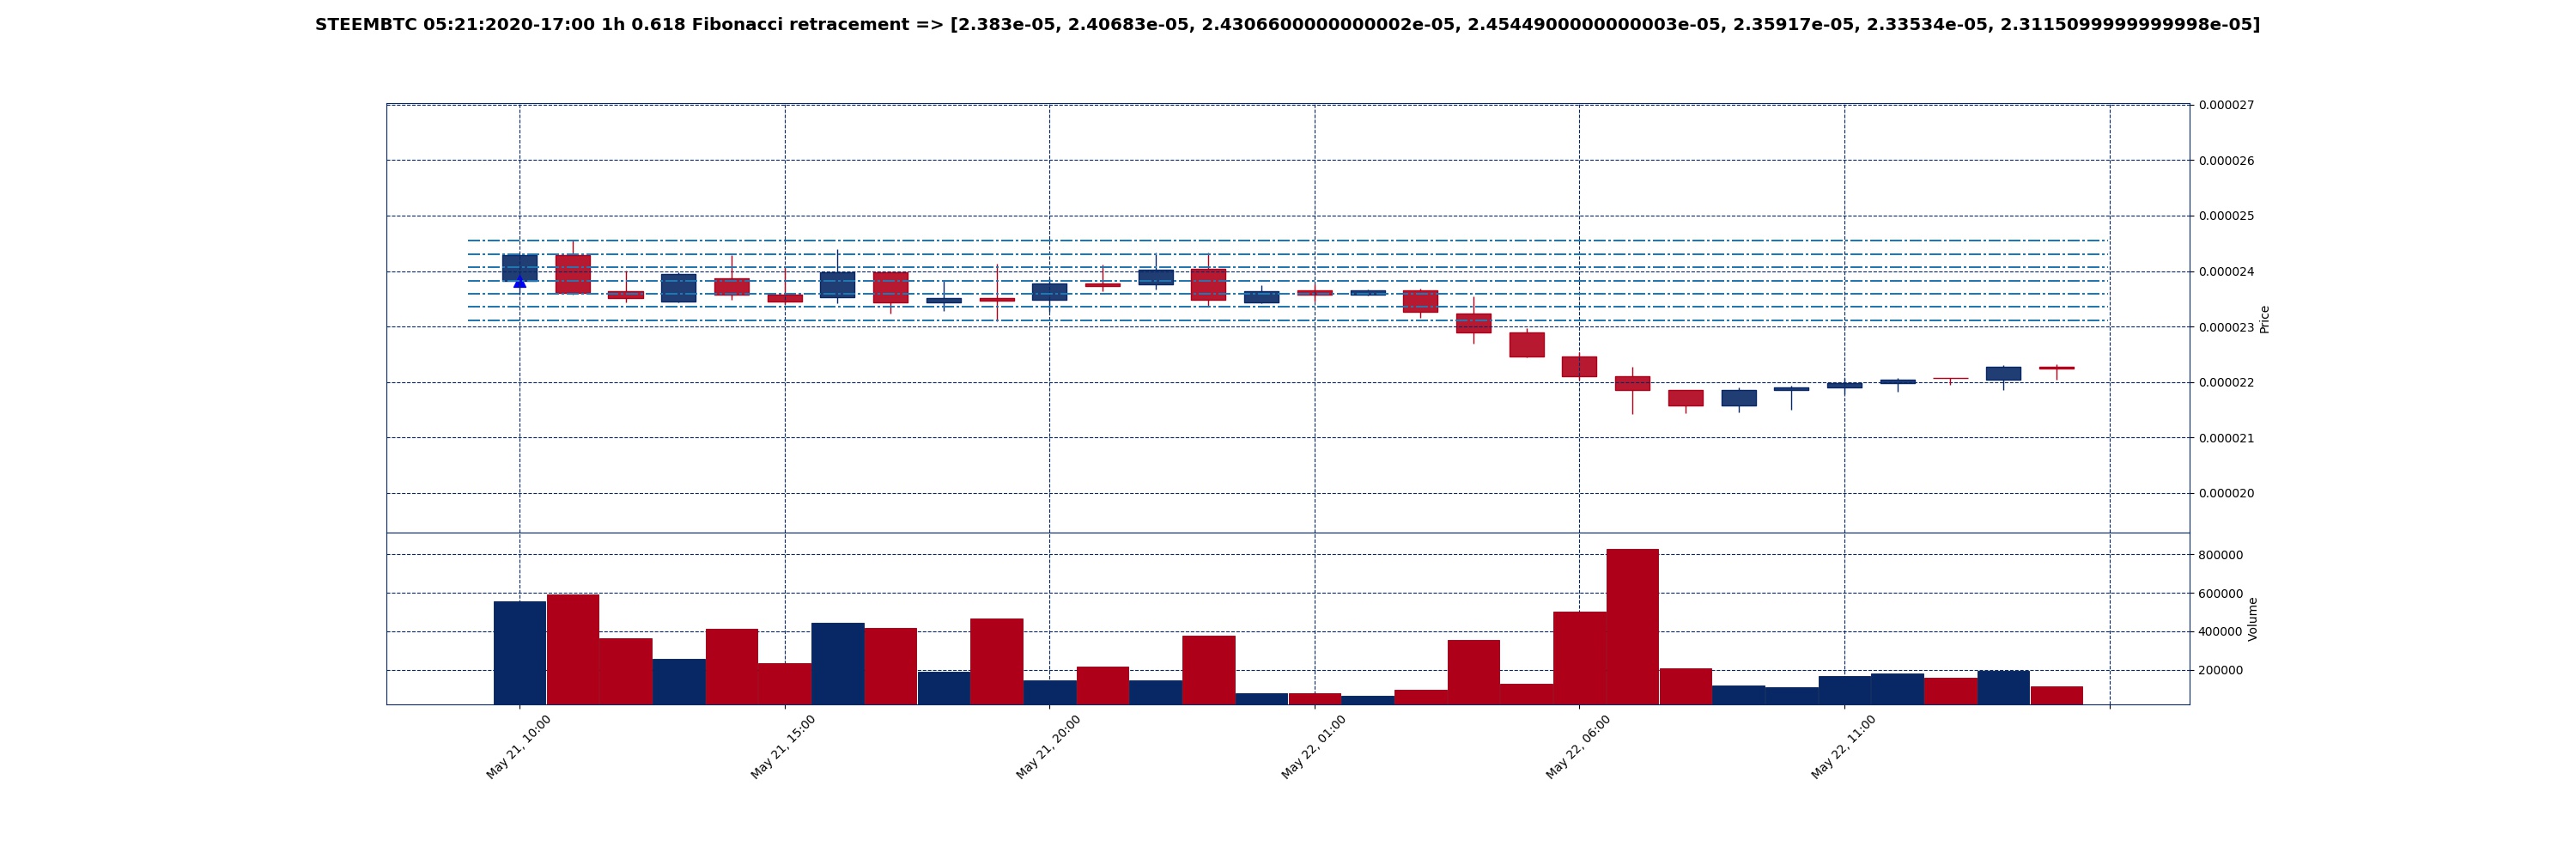 STEEMBTC 05:21:2020-17:00 1h 0.618 Fibonacci retracement => [2.383e-05, 2.40683e-05, 2.4306600000000002e-05, 2.4544900000000003e-05, 2.35917e-05, 2.33534e-05, 2.3115099999999998e-05]
0.000027
0.000026
0.000025
0.000024
0.000023
0.000022
0.000021
0.000020
Price
800000
600000
400000
200000
Volume
May 21, 10:00
May 21, 15:00
May 21, 20:00
May 22, 01:00
May 22, 06:00
May 22, 11:00